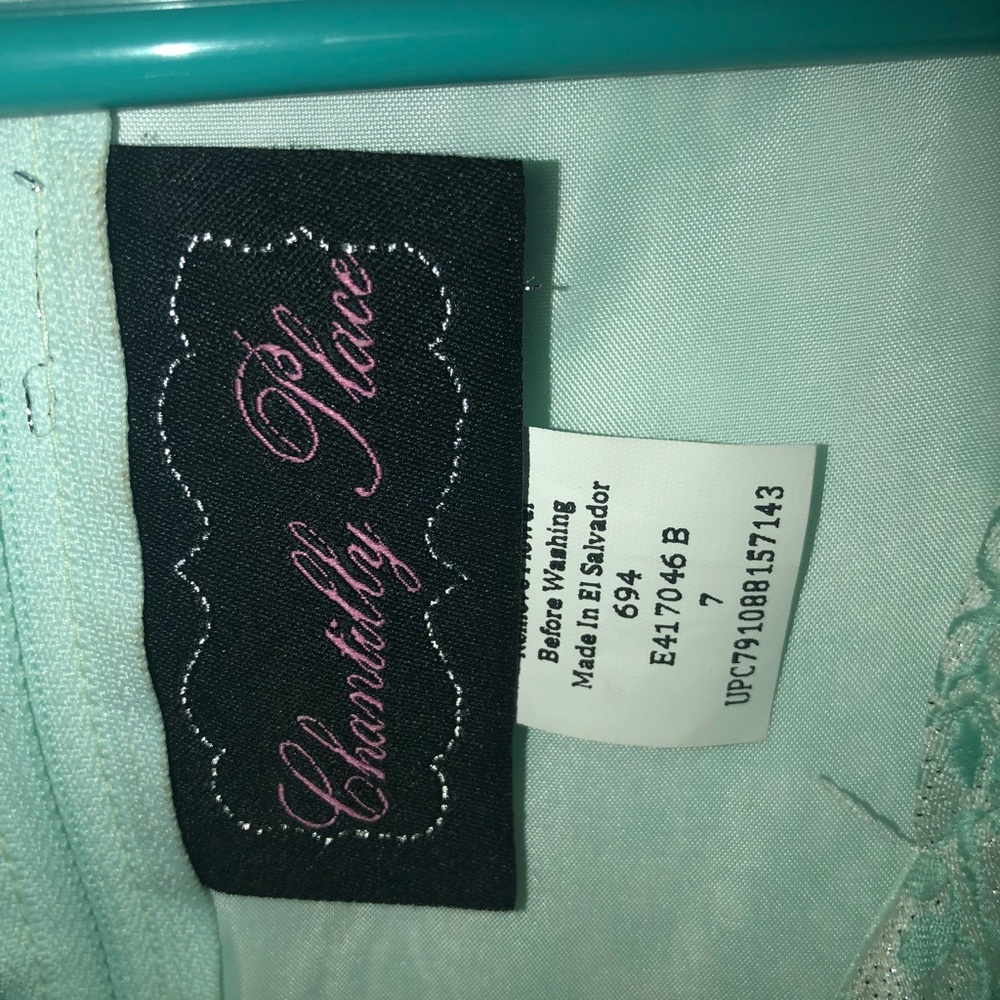 Chantilly Place
Before Washing
Made In El Salvador
694
E417046 B
7
UPC791088157143